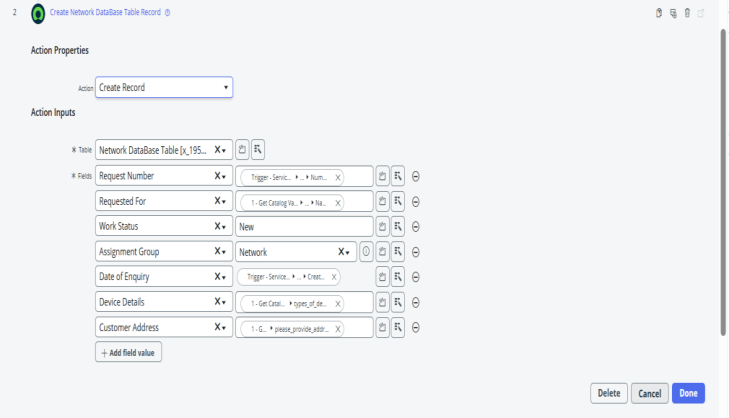 2 Create Network DataBase Table Record
Action Properties
Action Create Record
Action Inputs
* Table Network DataBase Table [x_195... X
* Fields Request Number X Trigger - Servic... ▸ ... ▸ Num... X
Requested For X 1 - Get Catalog Va... ▸ ... ▸ Na... X
Work Status X New
Assignment Group X Network X
Date of Enquiry X Trigger - Service... ▸ ... ▸ Creat... X
Device Details X 1 - Get Catal... ▸ types_of_de... X
Customer Address X 1 - G... ▸ please_provide_addr... X
+ Add field value
Delete Cancel Done